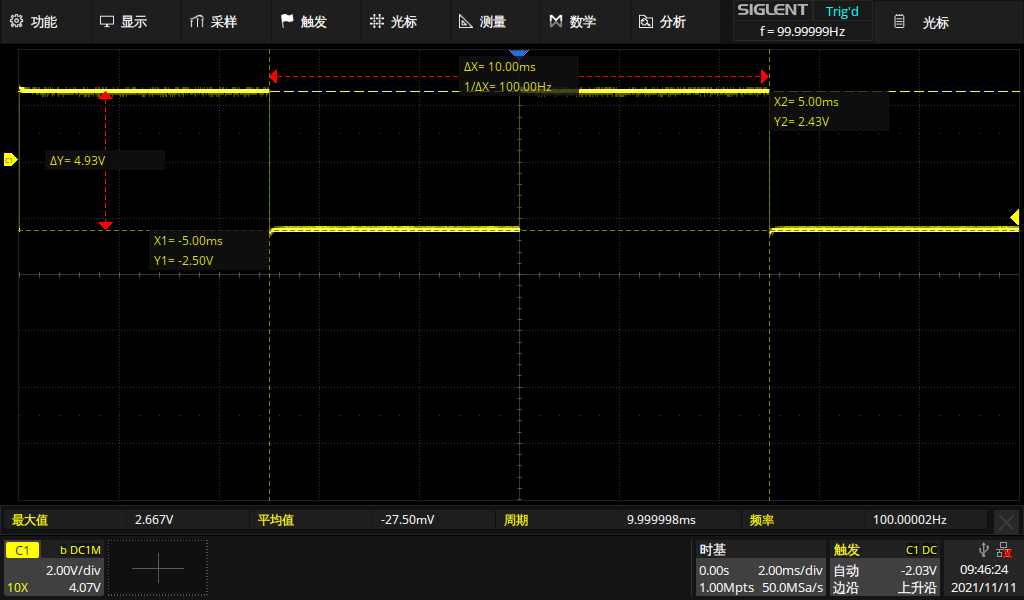 功能 显示 采样 触发 光标 测量 数学 分析 SIGLENT Trig'd 光标
f = 99.99999Hz
ΔX= 10.00ms
1/ΔX= 100.00Hz
X2= 5.00ms
Y2= 2.43V
C1
ΔY= 4.93V
X1= -5.00ms
Y1= -2.50V
最大值 2.667V 平均值 -27.50mV 周期 9.999998ms 频率 100.00002Hz
C1 b DC1M
2.00V/div
10X 4.07V
时基
0.00s 2.00ms/div
1.00Mpts 50.0MSa/s
触发 C1 DC
自动 -2.03V
边沿 上升沿
09:46:24
2021/11/11